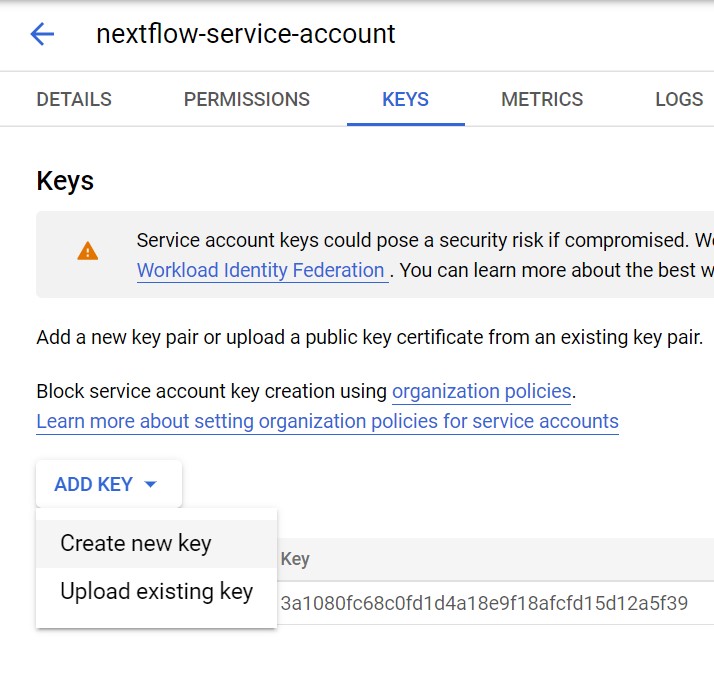 nextflow-service-account
DETAILS PERMISSIONS KEYS METRICS LOGS
Keys
Service account keys could pose a security risk if compromised.
Workload Identity Federation . You can learn more about the best
Add a new key pair or upload a public key certificate from an existing key pair.
Block service account key creation using organization policies.
Learn more about setting organization policies for service accounts
ADD KEY
Create new key
Upload existing key
Key
3a1080fc68c0fd1d4a18e9f18afcfd15d12a5f39